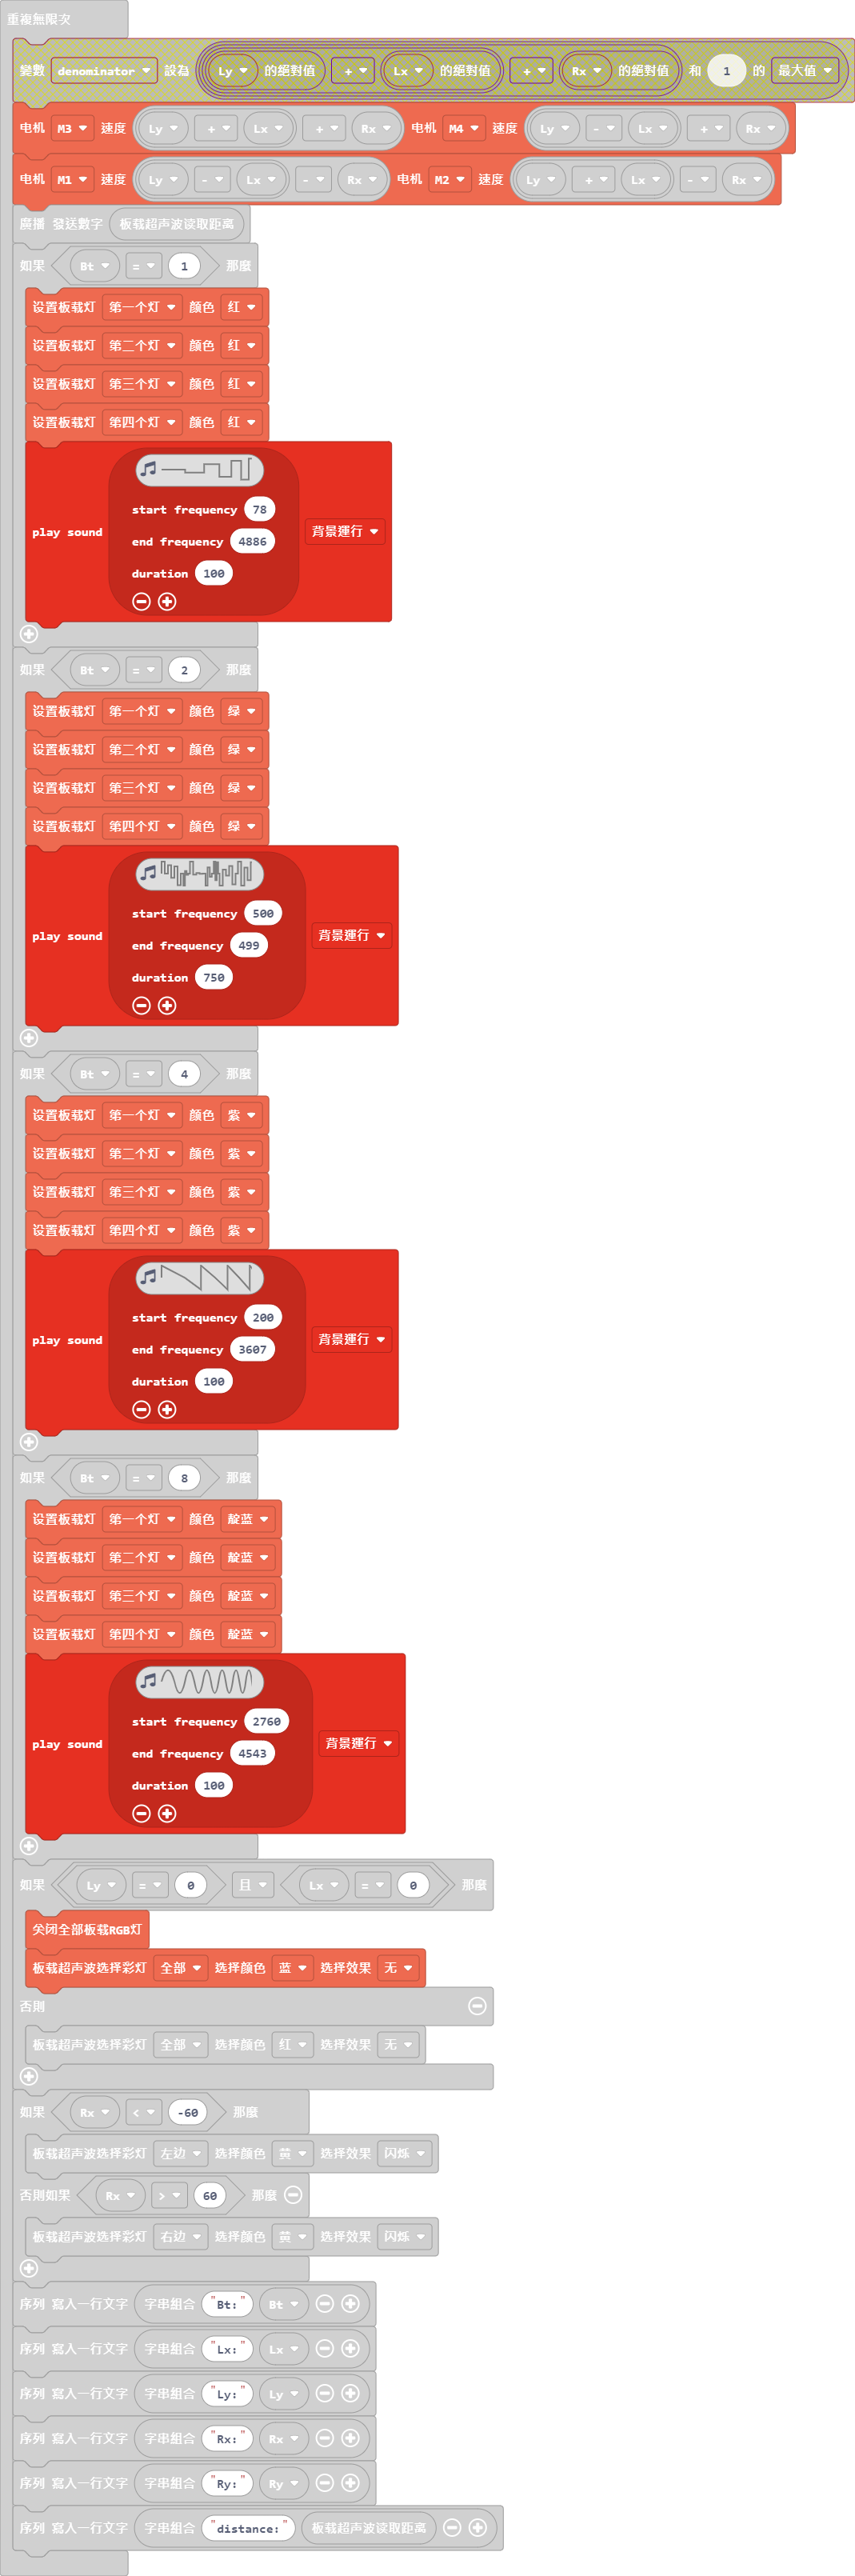 重複無限次
變數 denominator 設為 Ly 的絕對值 + Lx 的絕對值 + Rx 的絕對值 和 1 的 最大值
电机 M3 速度 Ly + Lx + Rx 电机 M4 速度 Ly - Lx + Rx
电机 M1 速度 Ly - Lx - Rx 电机 M2 速度 Ly + Lx - Rx
廣播 發送數字 板载超声波读取距离
如果 Bt = 1 那麼
设置板载灯 第一个灯 颜色 红
设置板载灯 第二个灯 颜色 红
设置板载灯 第三个灯 颜色 红
设置板载灯 第四个灯 颜色 红
start frequency 78
play sound 背景運行
end frequency 4886
duration 100
如果 Bt = 2 那麼
设置板载灯 第一个灯 颜色 绿
设置板载灯 第二个灯 颜色 绿
设置板载灯 第三个灯 颜色 绿
设置板载灯 第四个灯 颜色 绿
start frequency 500
play sound 背景運行
end frequency 499
duration 750
如果 Bt = 4 那麼
设置板载灯 第一个灯 颜色 紫
设置板载灯 第二个灯 颜色 紫
设置板载灯 第三个灯 颜色 紫
设置板载灯 第四个灯 颜色 紫
start frequency 200
play sound 背景運行
end frequency 3607
duration 100
如果 Bt = 8 那麼
设置板载灯 第一个灯 颜色 靛蓝
设置板载灯 第二个灯 颜色 靛蓝
设置板载灯 第三个灯 颜色 靛蓝
设置板载灯 第四个灯 颜色 靛蓝
start frequency 2760
play sound 背景運行
end frequency 4543
duration 100
如果 Ly = 0 且 Lx = 0 那麼
关闭全部板载RGB灯
板载超声波选择彩灯 全部 选择颜色 蓝 选择效果 无
否則
板载超声波选择彩灯 全部 选择颜色 红 选择效果 无
如果 Rx < -60 那麼
板载超声波选择彩灯 左边 选择颜色 黄 选择效果 闪烁
否則如果 Rx > 60 那麼
板载超声波选择彩灯 右边 选择颜色 黄 选择效果 闪烁
序列 寫入一行文字 字串組合 "Bt:" Bt
序列 寫入一行文字 字串組合 "Lx:" Lx
序列 寫入一行文字 字串組合 "Ly:" Ly
序列 寫入一行文字 字串組合 "Rx:" Rx
序列 寫入一行文字 字串組合 "Ry:" Ry
序列 寫入一行文字 字串組合 "distance:" 板载超声波读取距离